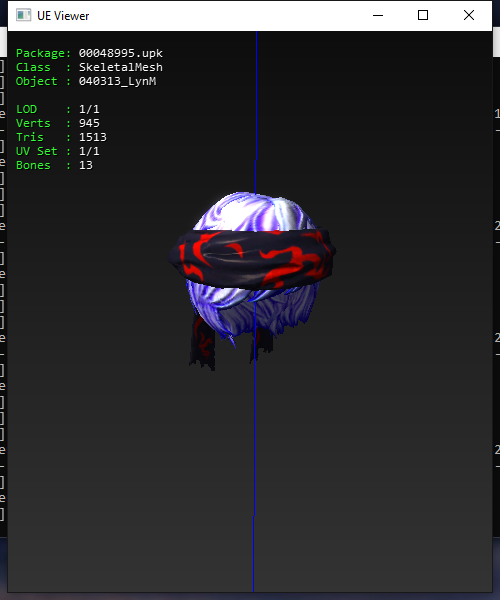 UE Viewer
Package: 00048995.upk
Class  : SkeletalMesh
Object : 040313_LynM
LOD    : 1/1
Verts  : 945
Tris   : 1513
UV Set : 1/1
Bones  : 13